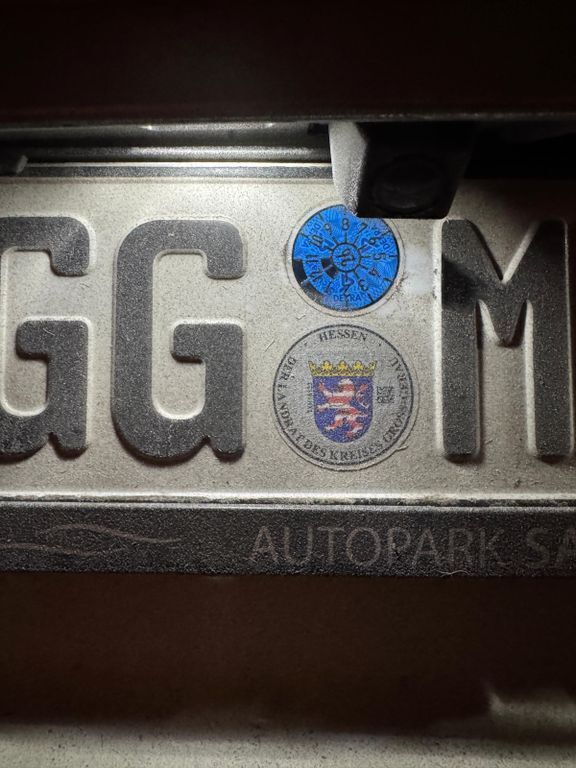 GG M
HESSEN
DER LANDRAT DES KREISES GROSS-GERAU
AUTOPARK SA